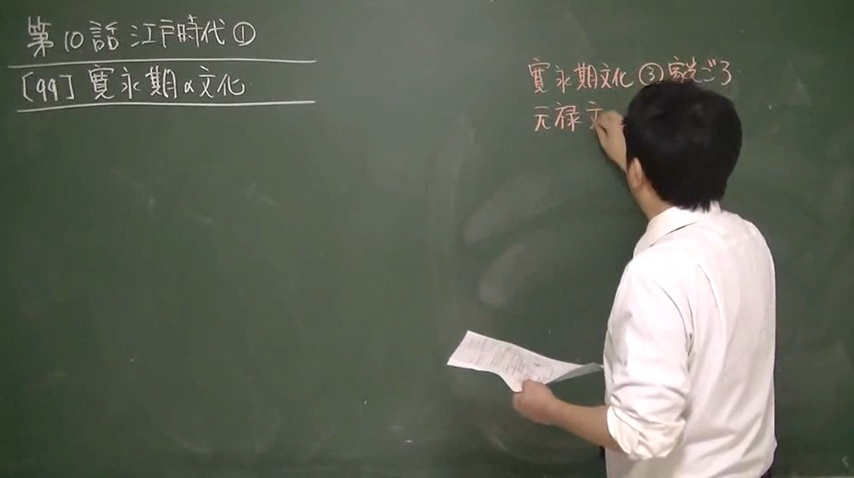 第10話 江戸時代①
[99] 寛永期の文化
寛永期文化 ③家光ごろ
元禄文